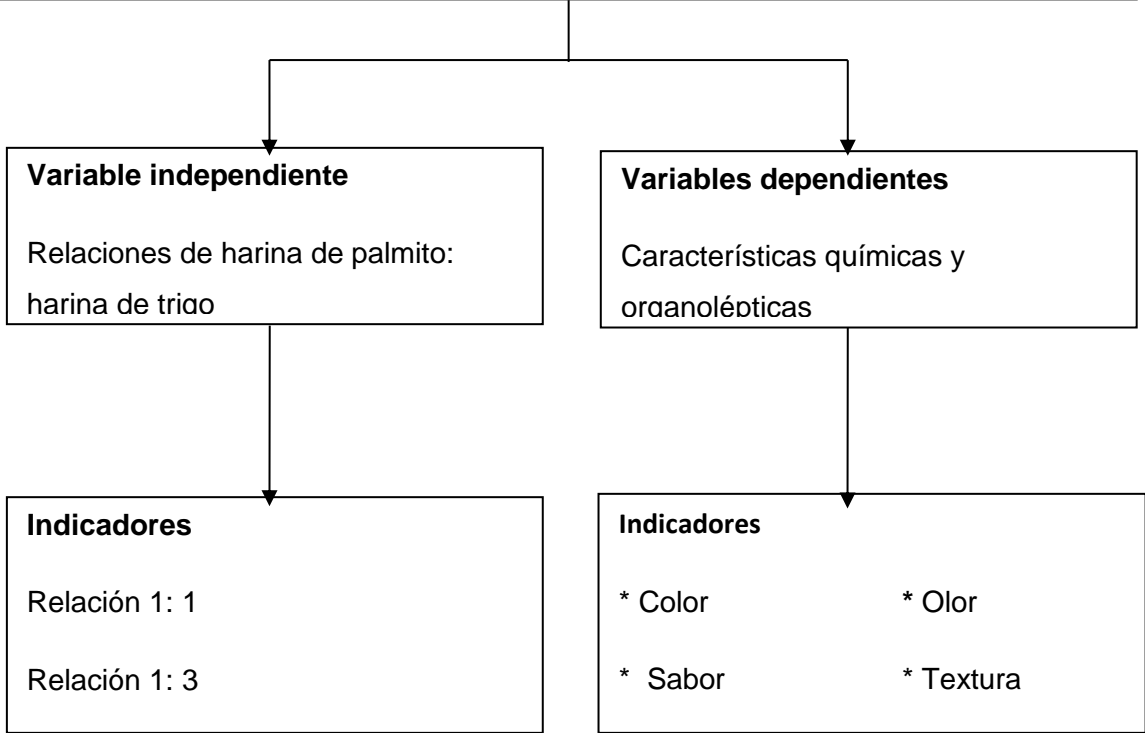 Variable independiente
Relaciones de harina de palmito:
harina de trigo
Variables dependientes
Características químicas y
organolépticas
Indicadores
Relación 1: 1
Relación 1: 3
Indicadores
* Color * Olor
* Sabor * Textura